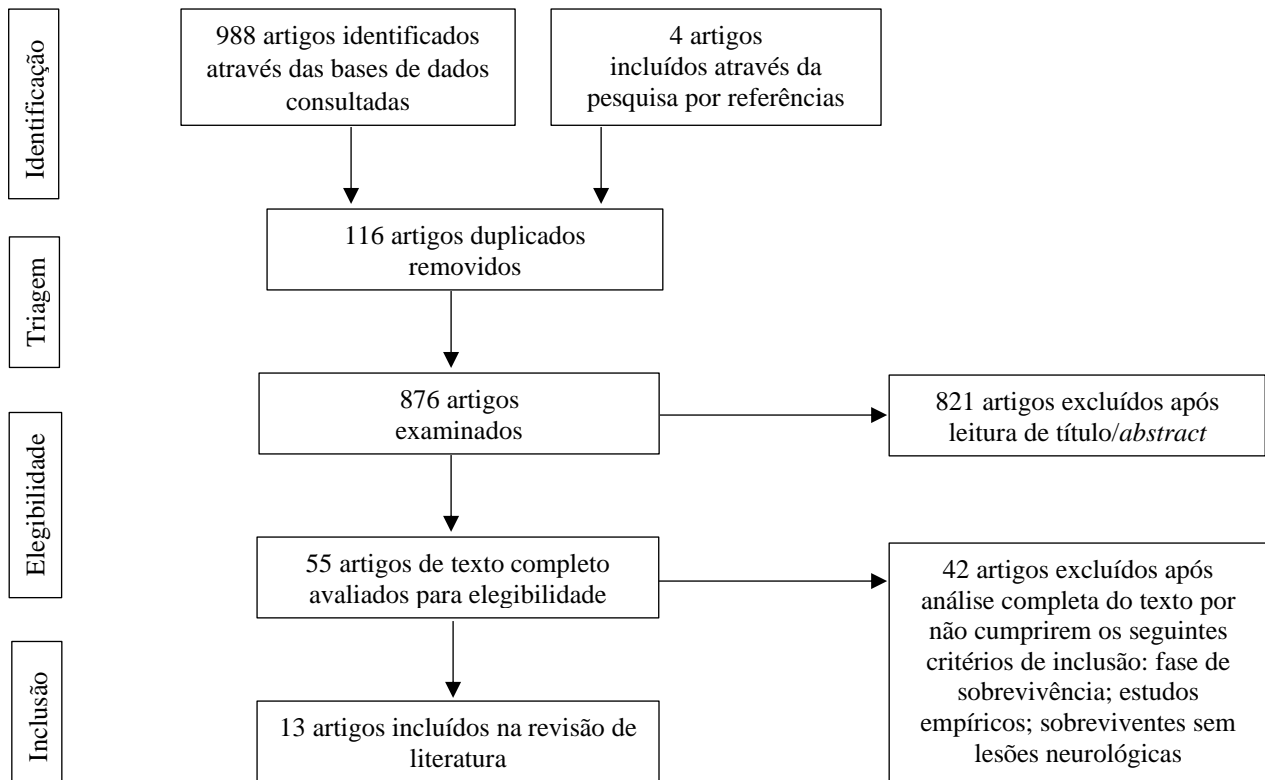 Identificação
988 artigos identificados
através das bases de dados
consultadas
4 artigos
incluídos através da
pesquisa por referências
Triagem
116 artigos duplicados
removidos
876 artigos
examinados
821 artigos excluídos após
leitura de título/abstract
Elegibilidade
55 artigos de texto completo
avaliados para elegibilidade
42 artigos excluídos após
análise completa do texto por
não cumprirem os seguintes
critérios de inclusão: fase de
sobrevivência; estudos
empíricos; sobreviventes sem
lesões neurológicas
Inclusão
13 artigos incluídos na revisão de
literatura